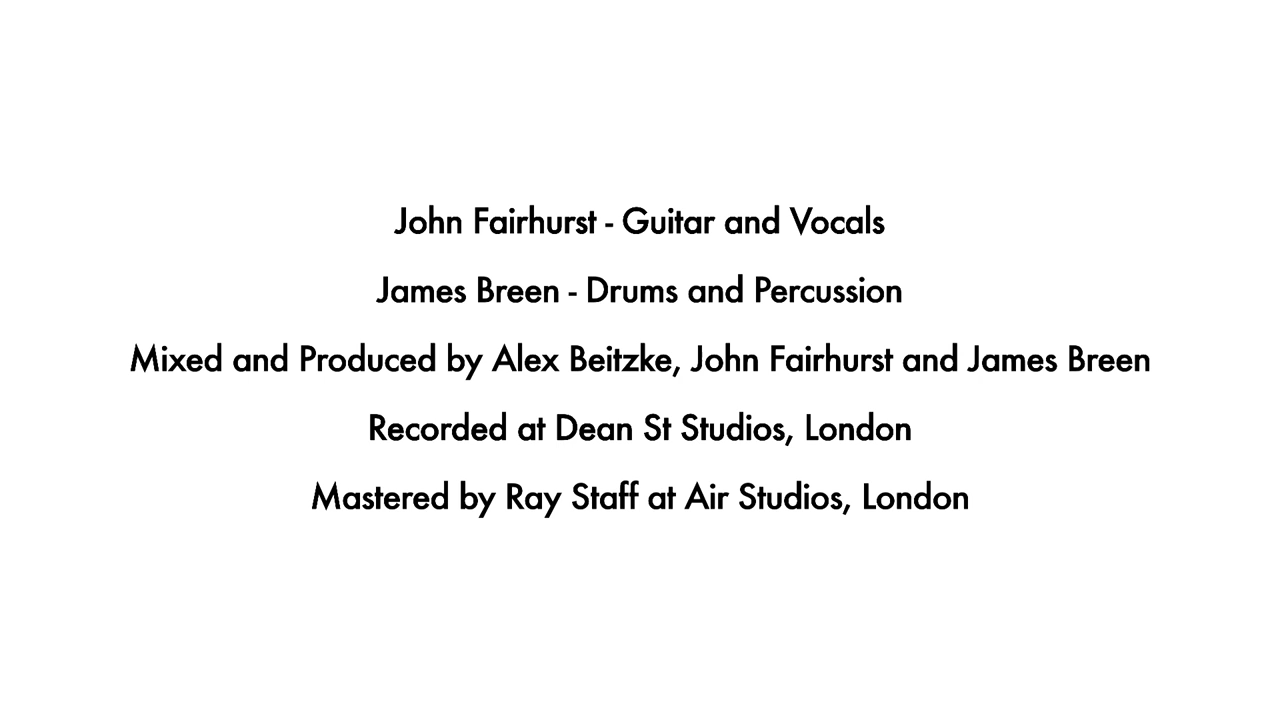 John Fairhurst - Guitar and Vocals
James Breen - Drums and Percussion
Mixed and Produced by Alex Beitzke, John Fairhurst and James Breen
Recorded at Dean St Studios, London
Mastered by Ray Staff at Air Studios, London